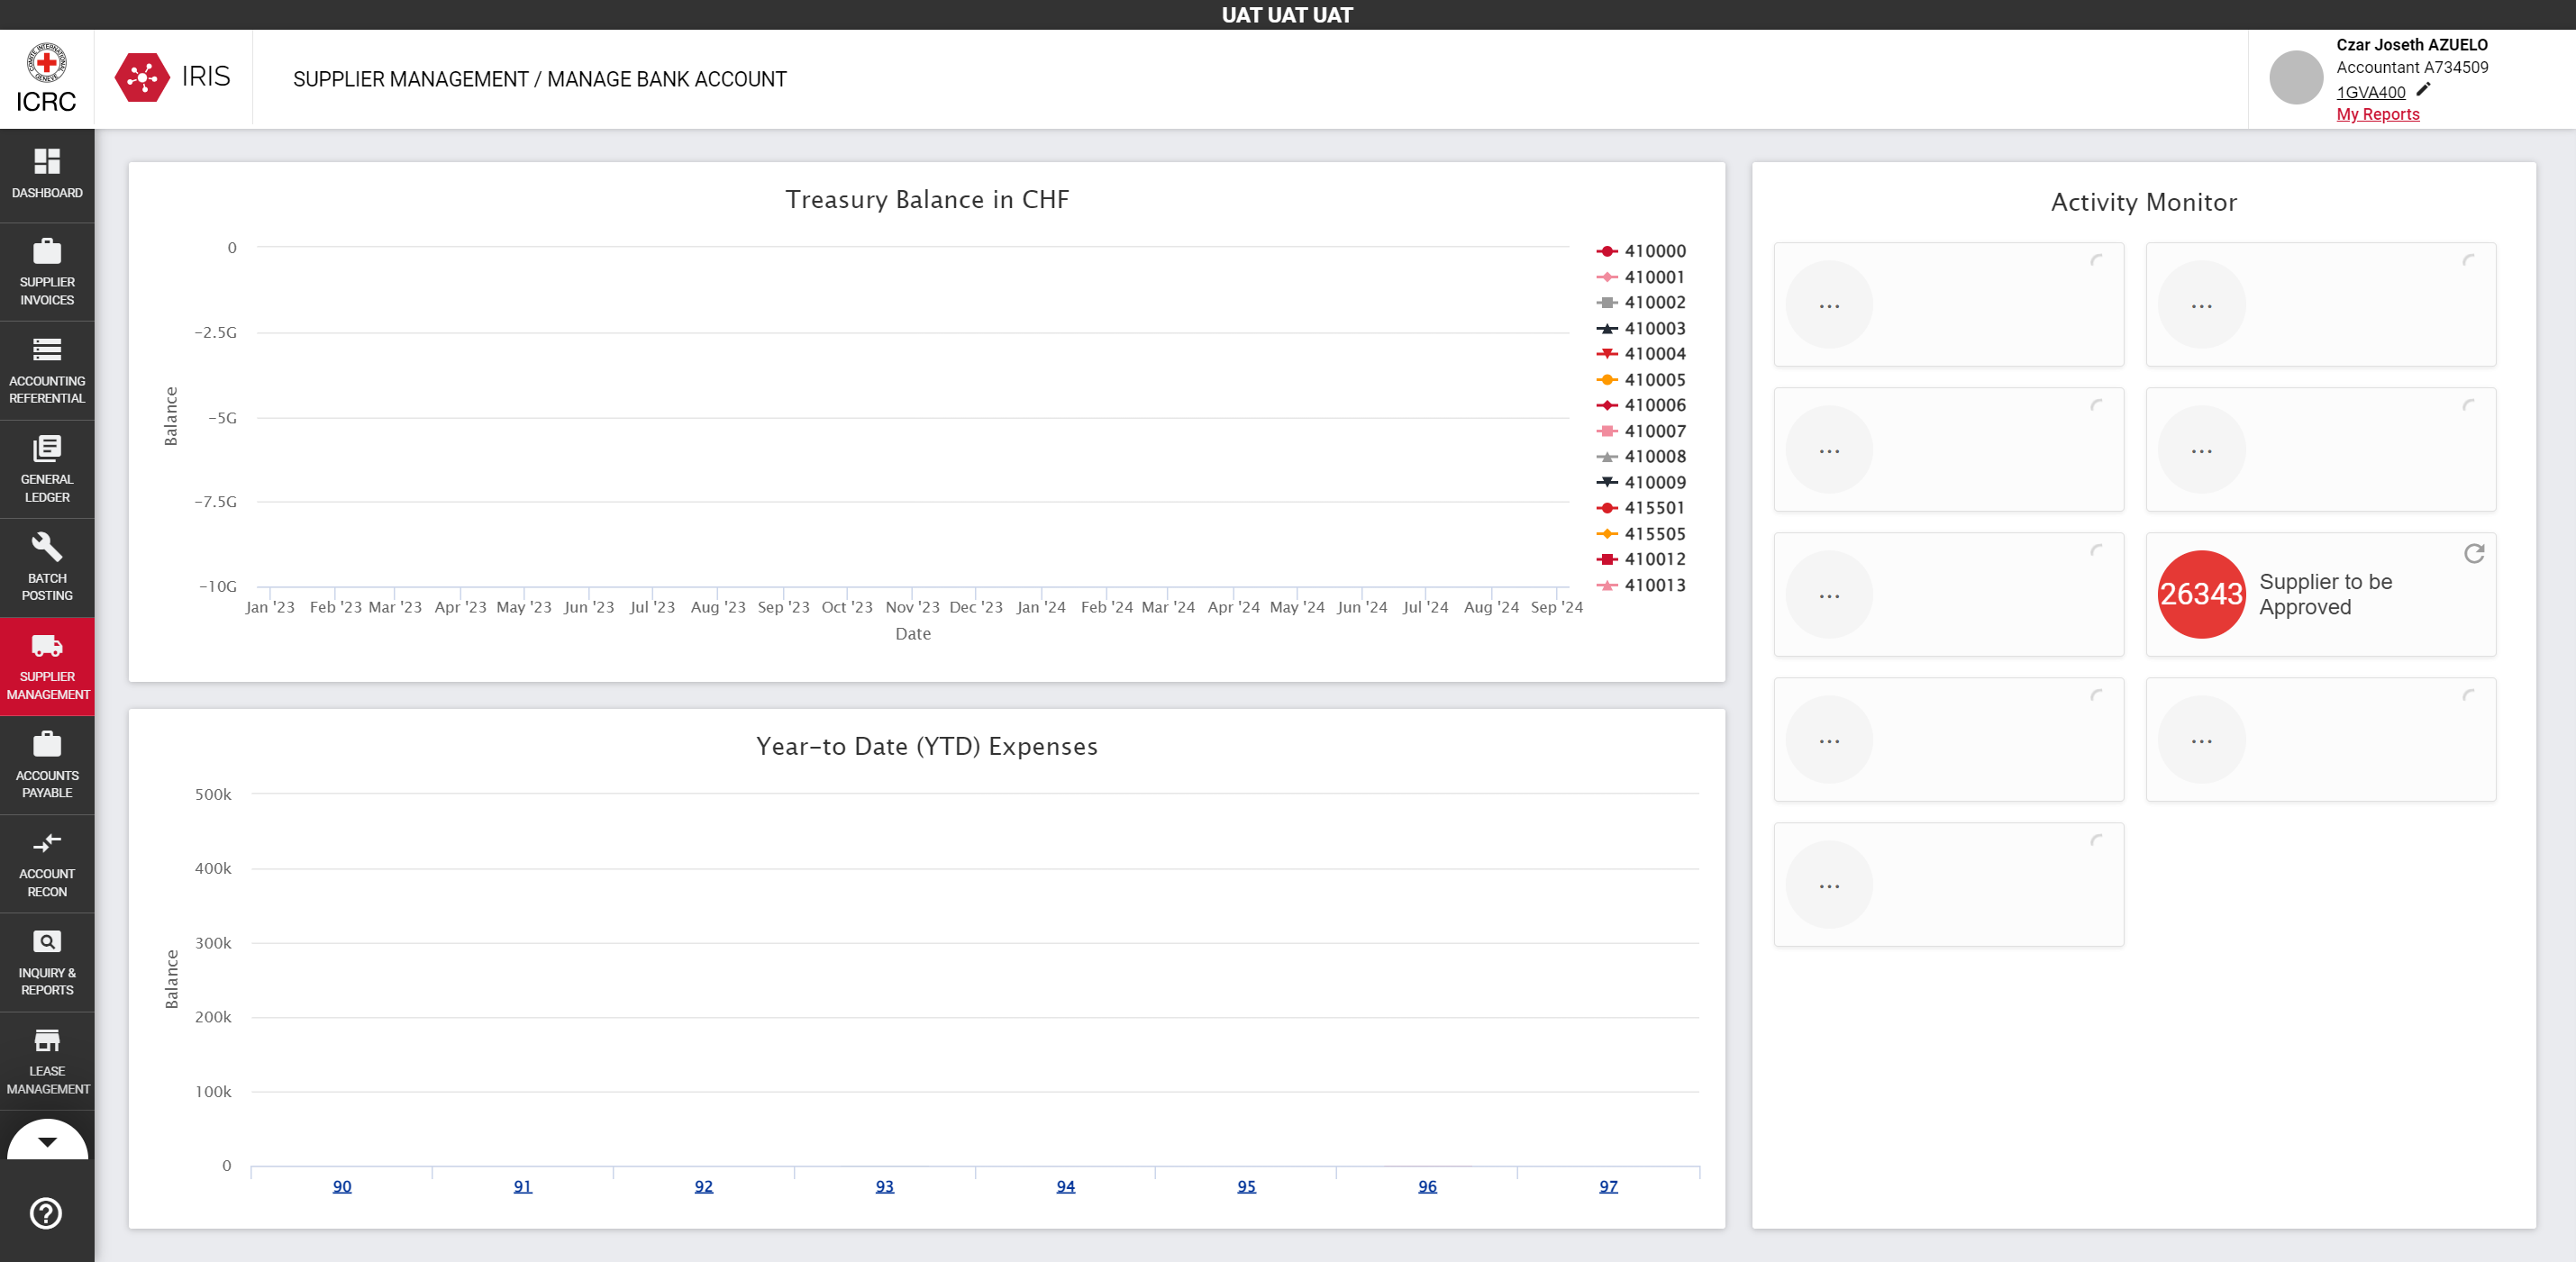 UAT UAT UAT
ICRC
IRIS
SUPPLIER MANAGEMENT / MANAGE BANK ACCOUNT
Czar Joseth AZUELO
Accountant A734509
1GVA400
My Reports
DASHBOARD
SUPPLIER
INVOICES
ACCOUNTING
REFERENTIAL
GENERAL
LEDGER
BATCH
POSTING
SUPPLIER
MANAGEMENT
ACCOUNTS
PAYABLE
ACCOUNT
RECON
INQUIRY &
REPORTS
LEASE
MANAGEMENT
Treasury Balance in CHF
0
-2.5G
-5G
-7.5G
-10G
Balance
Jan '23 Feb '23 Mar '23 Apr '23 May '23 Jun '23 Jul '23 Aug '23 Sep '23 Oct '23 Nov '23 Dec '23 Jan '24 Feb '24 Mar '24 Apr '24 May '24 Jun '24 Jul '24 Aug '24 Sep '24
Date
410000
410001
410002
410003
410004
410005
410006
410007
410008
410009
415501
415505
410012
410013
Year-to Date (YTD) Expenses
500k
400k
300k
200k
100k
0
Balance
90 91 92 93 94 95 96 97
Activity Monitor
... ...
... ...
...
26343
Supplier to be
Approved
... ...
...